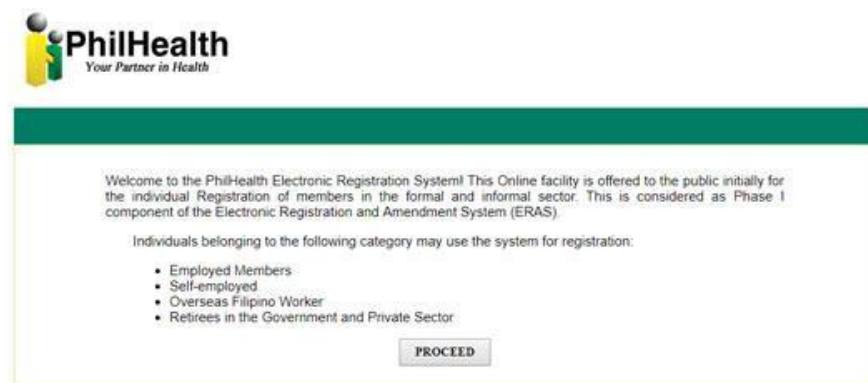 PhilHealth
Your Partner in Health
Welcome to the PhilHealth Electronic Registration System! This Online facility is offered to the public initially for
the individual Registration of members in the formal and informal sector. This is considered as Phase I
component of the Electronic Registration and Amendment System (ERAS).
Individuals belonging to the following category may use the system for registration:
• Employed Members
• Self-employed
• Overseas Filipino Worker
• Retirees in the Government and Private Sector
PROCEED